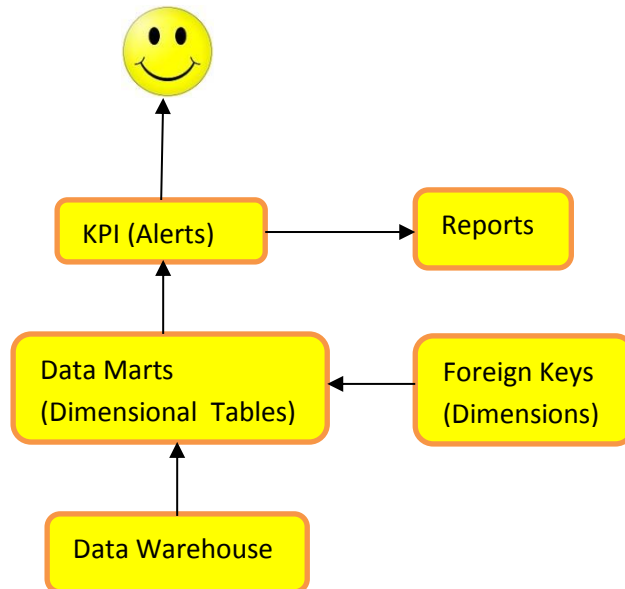 KPI (Alerts)
Reports
Data Marts
(Dimensional Tables)
Foreign Keys
(Dimensions)
Data Warehouse